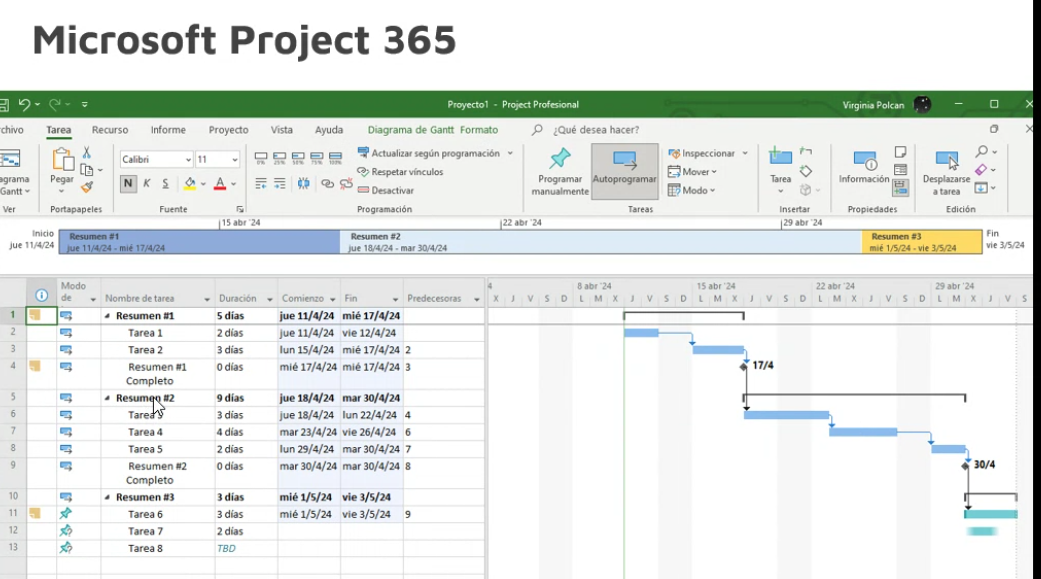 Microsoft Project 365
Proyecto1 - Project Profesional
Virginia Polcan
rchivo Tarea Recurso Informe Proyecto Vista Ayuda Diagrama de Gantt Formato ¿Qué desea hacer?
agrama
Gantt
Ver
Pegar
Portapapeles
Calibri 11
N K S A
Fuente
0% 25% 50% 75% 100%
Actualizar según programación
Respetar vínculos
Desactivar
Programación
Programar
manualmente
Autoprogramar
Inspeccionar
Mover
Modo
Tareas
Tarea
Insertar
Información
Propiedades
Desplazarse
a tarea
Edición
15 abr '24 22 abr '24 29 abr '24
Inicio
jue 11/4/24
Resumen #1
jue 11/4/24 - mié 17/4/24
Resumen #2
jue 18/4/24 - mar 30/4/24
Resumen #3
mié 1/5/24 - vie 3/5/24
Fin
vie 3/5/24
Modo
de Nombre de tarea Duración Comienzo Fin Predecesoras
4 8 abr '24 15 abr '24 22 abr '24 29 abr '24
X J V S D L M X J V S D L M X J V S D L M X J V S D L M X J V S
1 Resumen #1 5 días jue 11/4/24 mié 17/4/24
2 Tarea 1 2 días jue 11/4/24 vie 12/4/24
3 Tarea 2 3 días lun 15/4/24 mié 17/4/24 2
4 Resumen #1 0 días mié 17/4/24 mié 17/4/24 3
Completo
17/4
5 Resumen #2 9 días jue 18/4/24 mar 30/4/24
6 Tarea 3 3 días jue 18/4/24 lun 22/4/24 4
7 Tarea 4 4 días mar 23/4/24 vie 26/4/24 6
8 Tarea 5 2 días lun 29/4/24 mar 30/4/24 7
9 Resumen #2 0 días mar 30/4/24 mar 30/4/24 8
Completo
30/4
10 Resumen #3 3 días mié 1/5/24 vie 3/5/24
11 Tarea 6 3 días mié 1/5/24 vie 3/5/24 9
12 Tarea 7 2 días
13 Tarea 8 TBD